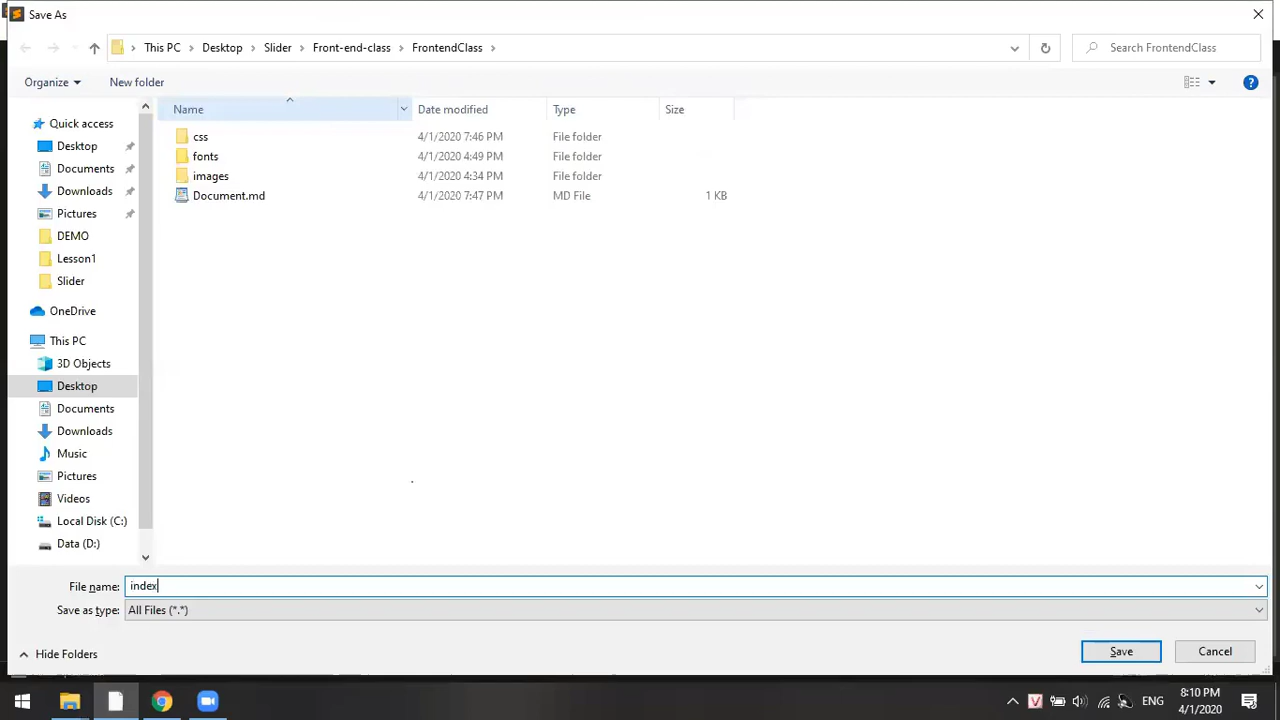 Save As
This PC > Desktop > Slider > Front-end-class > FrontendClass >
Search FrontendClass
Organize
New folder
Name
Date modified
Type
Size
css 4/1/2020 7:46 PM File folder
fonts 4/1/2020 4:49 PM File folder
images 4/1/2020 4:34 PM File folder
Document.md 4/1/2020 7:47 PM MD File 1 KB
Quick access
Desktop
Documents
Downloads
Pictures
DEMO
Lesson1
Slider
OneDrive
This PC
3D Objects
Desktop
Documents
Downloads
Music
Pictures
Videos
Local Disk (C:)
Data (D:)
File name: index
Save as type: All Files (*.*)
Hide Folders
Save
Cancel
ENG
8:10 PM
4/1/2020